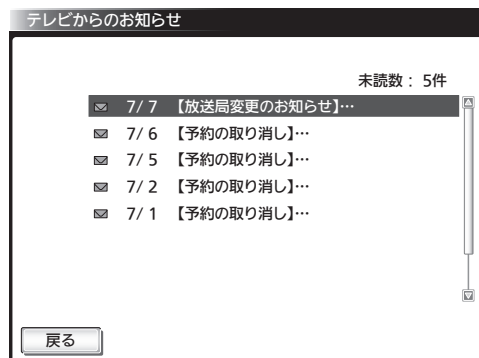 テレビからのお知らせ
未読数： 5件
7/ 7 【放送局変更のお知らせ】…
7/ 6 【予約の取り消し】…
7/ 5 【予約の取り消し】…
7/ 2 【予約の取り消し】…
7/ 1 【予約の取り消し】…
戻る